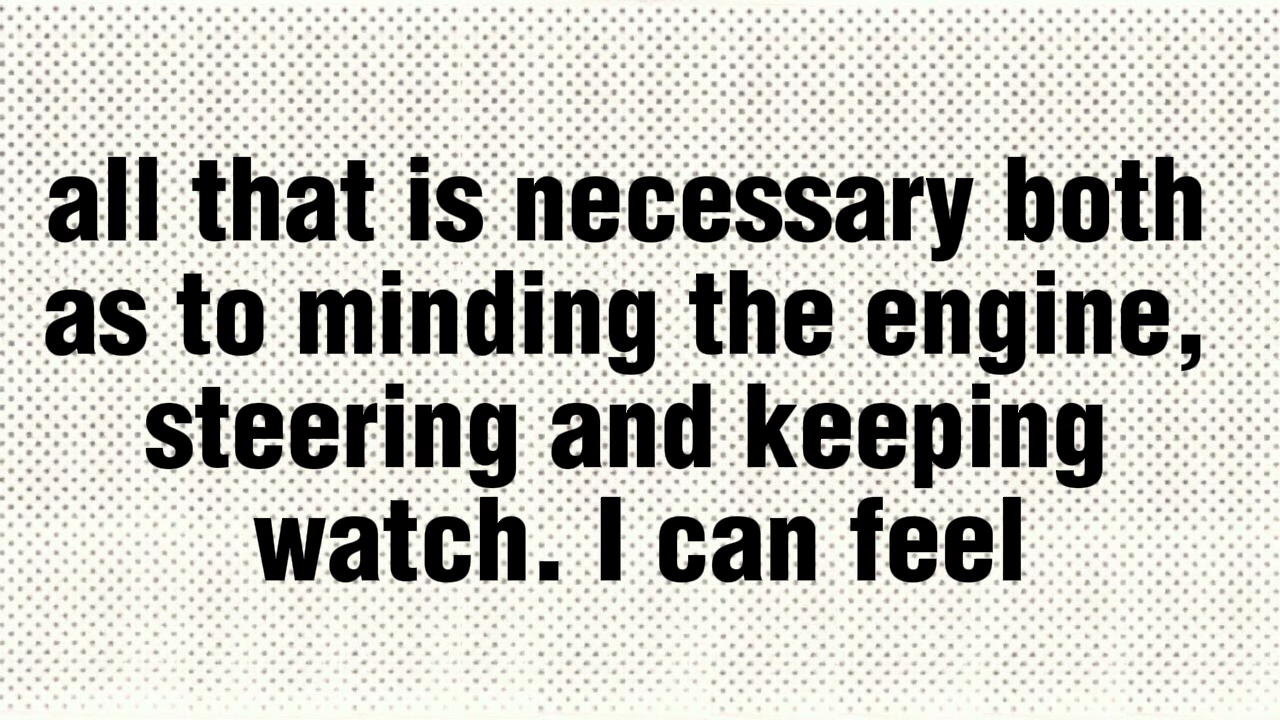 all that is necessary both
as to minding the engine,
steering and keeping
watch. I can feel